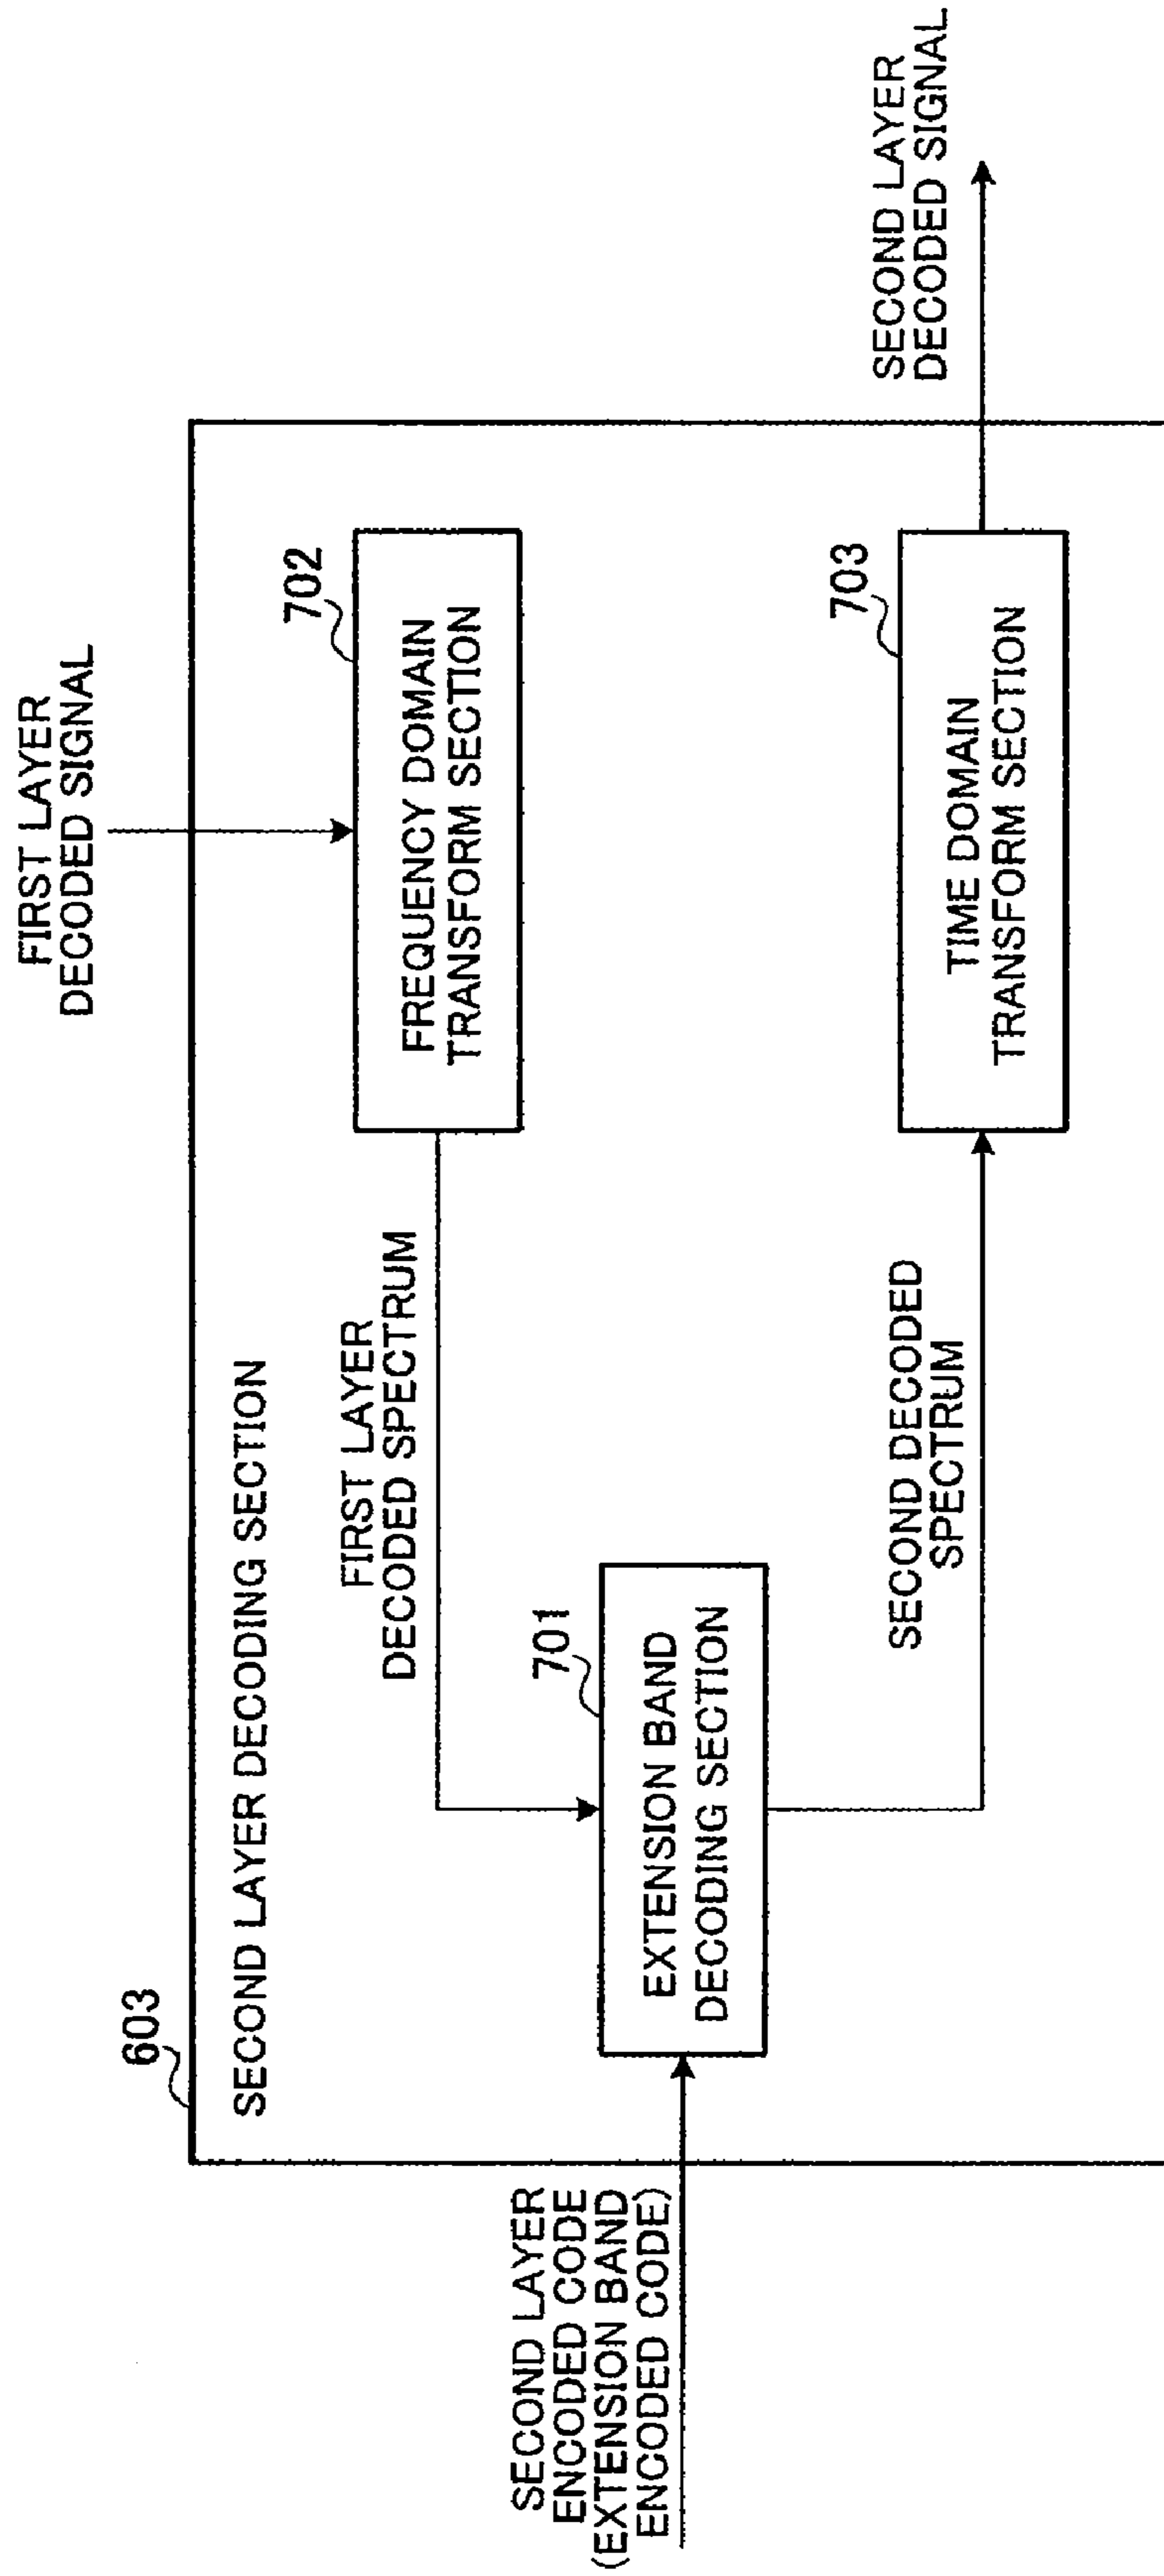 FIRST LAYER
DECODED SIGNAL
603
SECOND LAYER DECODING SECTION
702
FREQUENCY DOMAIN
TRANSFORM SECTION
FIRST LAYER
DECODED SPECTRUM
SECOND LAYER
ENCODED CODE
(EXTENSION BAND
ENCODED CODE)
701
EXTENSION BAND
DECODING SECTION
703
TIME DOMAIN
TRANSFORM SECTION
SECOND DECODED
SPECTRUM
SECOND LAYER
DECODED SIGNAL